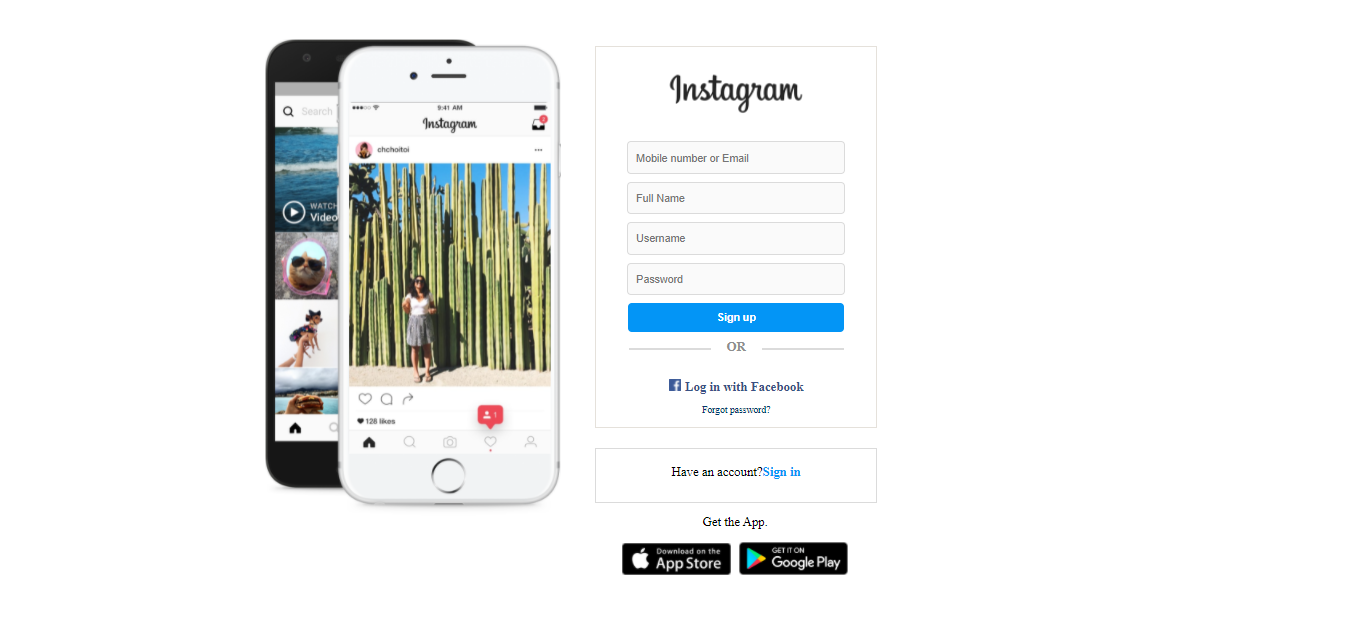 Search
WATCH
Video
9:41 AM
Instagram
2
chchoitoi
128 likes
1
Instagram
Mobile number or Email
Full Name
Username
Password
Sign up
OR
Log in with Facebook
Forgot password?
Have an account?Sign in
Get the App.
Download on the
App Store
GET IT ON
Google Play